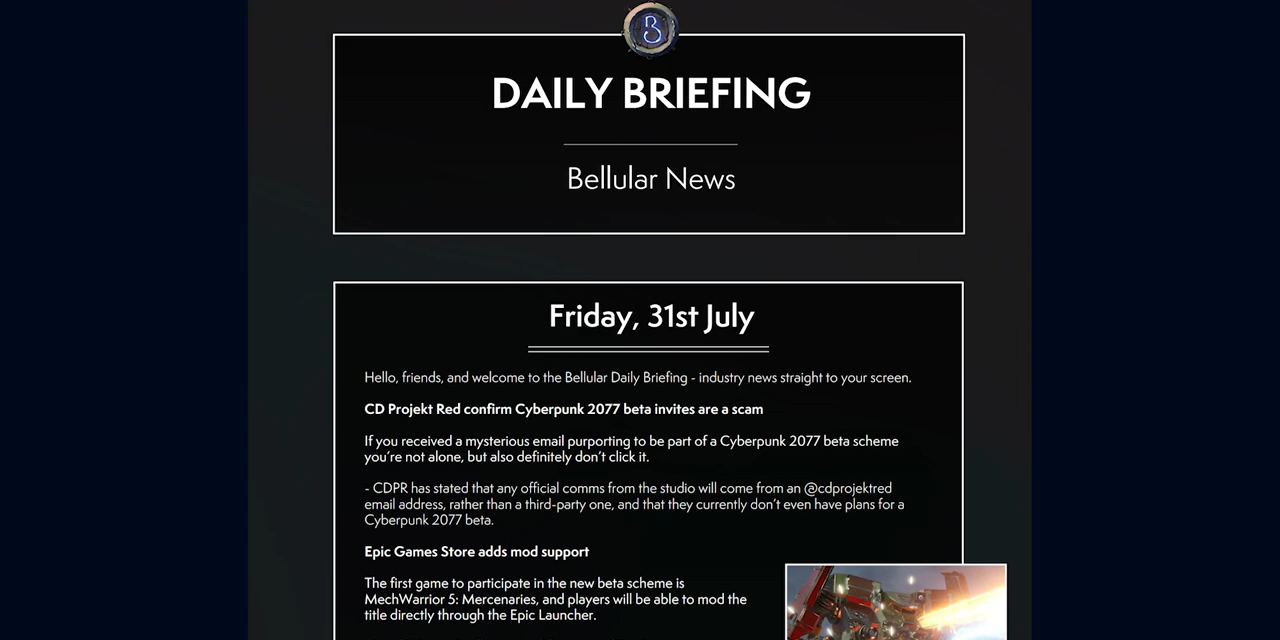 B
DAILY BRIEFING
Bellular News
Friday, 31st July
Hello, friends, and welcome to the Bellular Daily Briefing - industry news straight to your screen.
CD Projekt Red confirm Cyberpunk 2077 beta invites are a scam
If you received a mysterious email purporting to be part of a Cyberpunk 2077 beta scheme
you're not alone, but also definitely don't click it.
- CDPR has stated that any official comms from the studio will come from an @cdprojektred
email address, rather than a third-party one, and that they currently don't even have plans for a
Cyberpunk 2077 beta.
Epic Games Store adds mod support
The first game to participate in the new beta scheme is
MechWarrior 5: Mercenaries, and players will be able to mod the
title directly through the Epic Launcher.